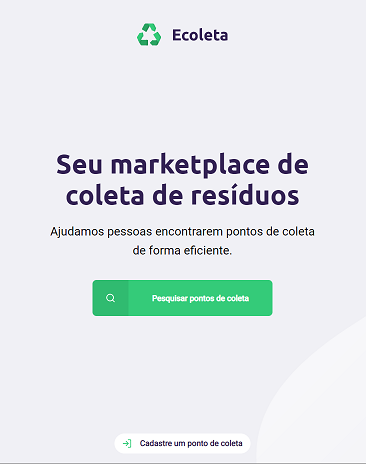 Ecoleta
Seu marketplace de
coleta de resíduos
Ajudamos pessoas encontrarem pontos de coleta
de forma eficiente.
Pesquisar pontos de coleta
Cadastre um ponto de coleta